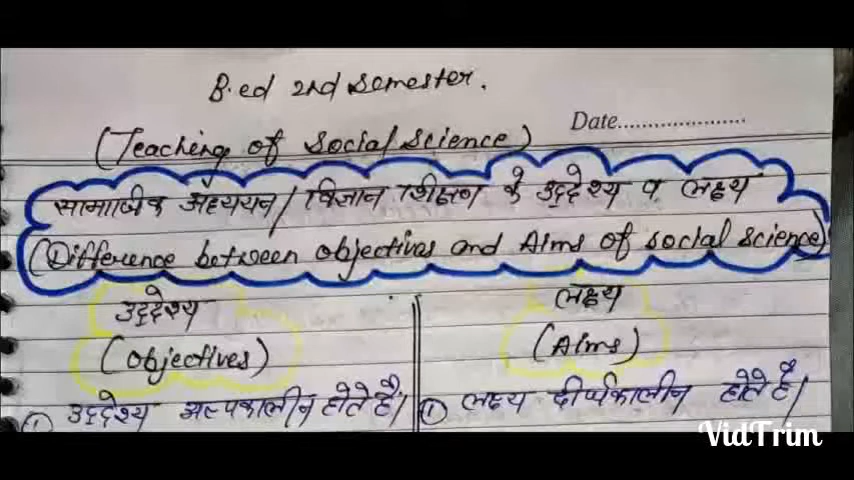 B.ed 2nd Semester.
Date.....................
(Teaching of Social Science)
सामाजिक अध्ययन/विज्ञान शिक्षण के उद्देश्य व लक्ष्य
(Difference between objectives and Aims of social science)
उद्देश्य
(Objectives)
लक्ष्य
(Aims)
① उद्देश्य अल्पकालीन होते है।
① लक्ष्य दीर्घकालीन होते है।
VidTrim